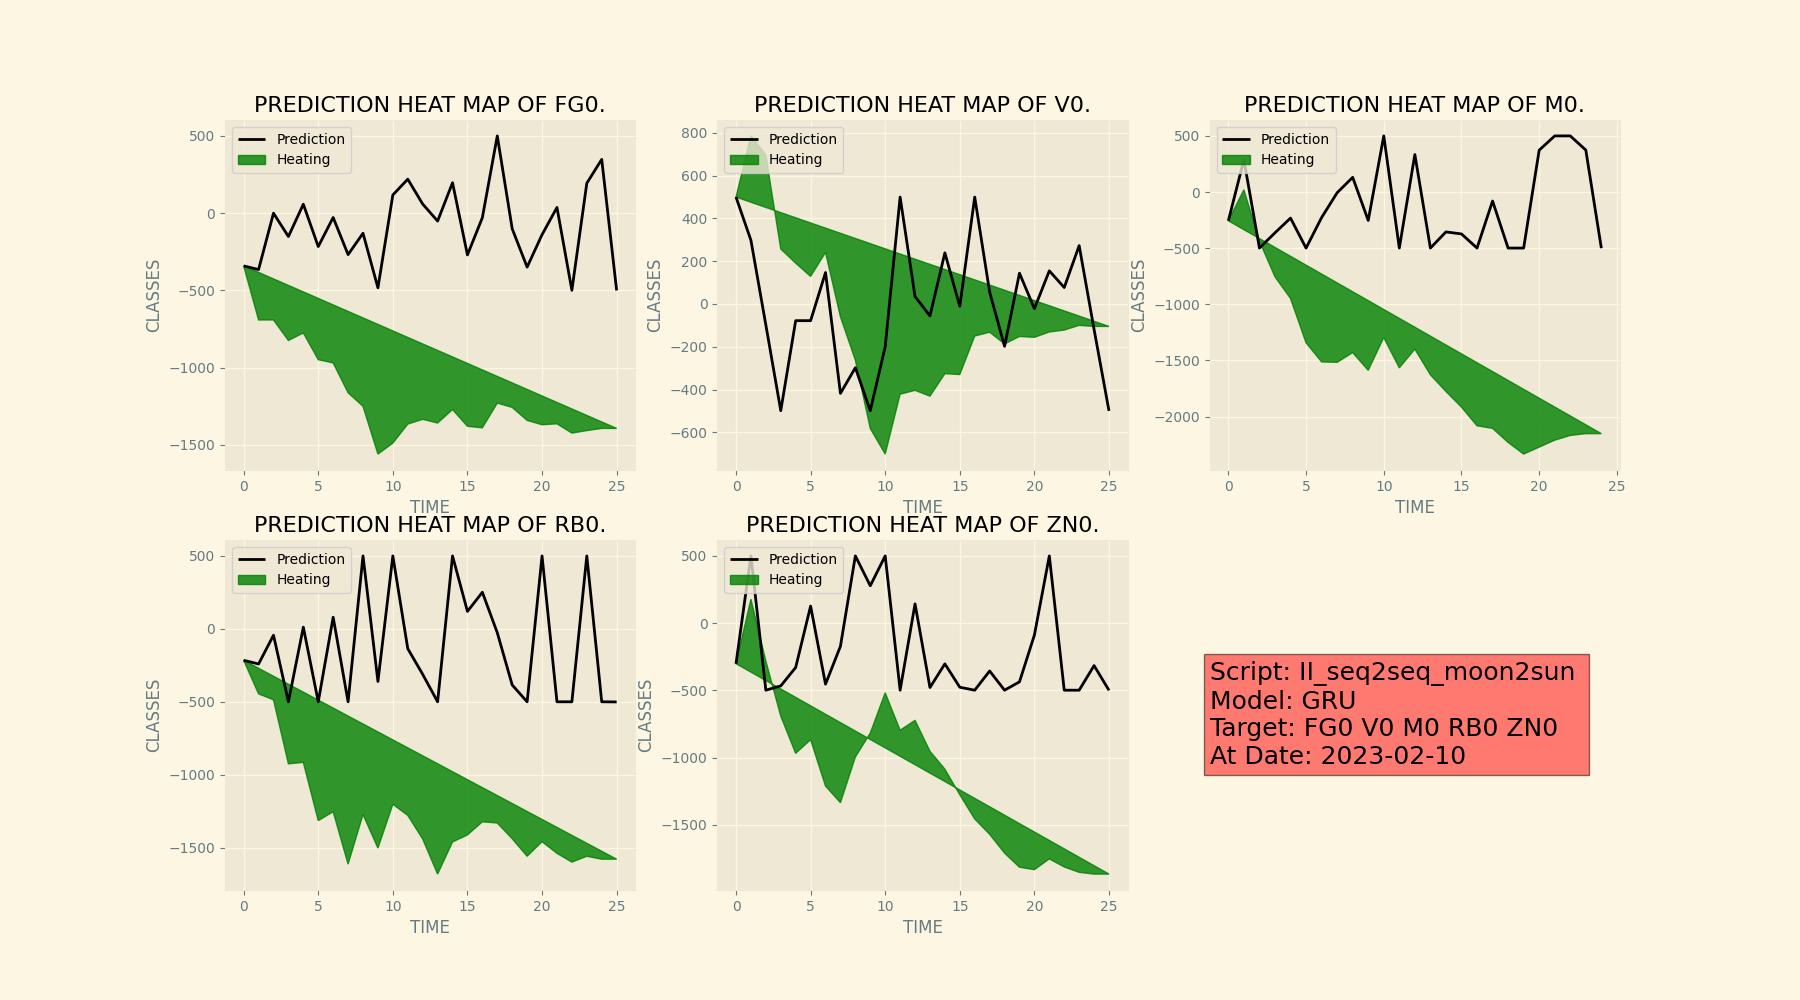 PREDICTION HEAT MAP OF FG0.
Prediction
Heating
500
0
−500
−1000
−1500
CLASSES
0 5 10 15 20 25
TIME
PREDICTION HEAT MAP OF V0.
Prediction
Heating
800
600
400
200
0
−200
−400
−600
CLASSES
0 5 10 15 20 25
TIME
PREDICTION HEAT MAP OF M0.
Prediction
Heating
500
0
−500
−1000
−1500
−2000
CLASSES
0 5 10 15 20 25
TIME
PREDICTION HEAT MAP OF RB0.
Prediction
Heating
500
0
−500
−1000
−1500
CLASSES
0 5 10 15 20 25
TIME
PREDICTION HEAT MAP OF ZN0.
Prediction
Heating
500
0
−500
−1000
−1500
CLASSES
0 5 10 15 20 25
TIME
Script: II_seq2seq_moon2sun
Model: GRU
Target: FG0 V0 M0 RB0 ZN0
At Date: 2023-02-10